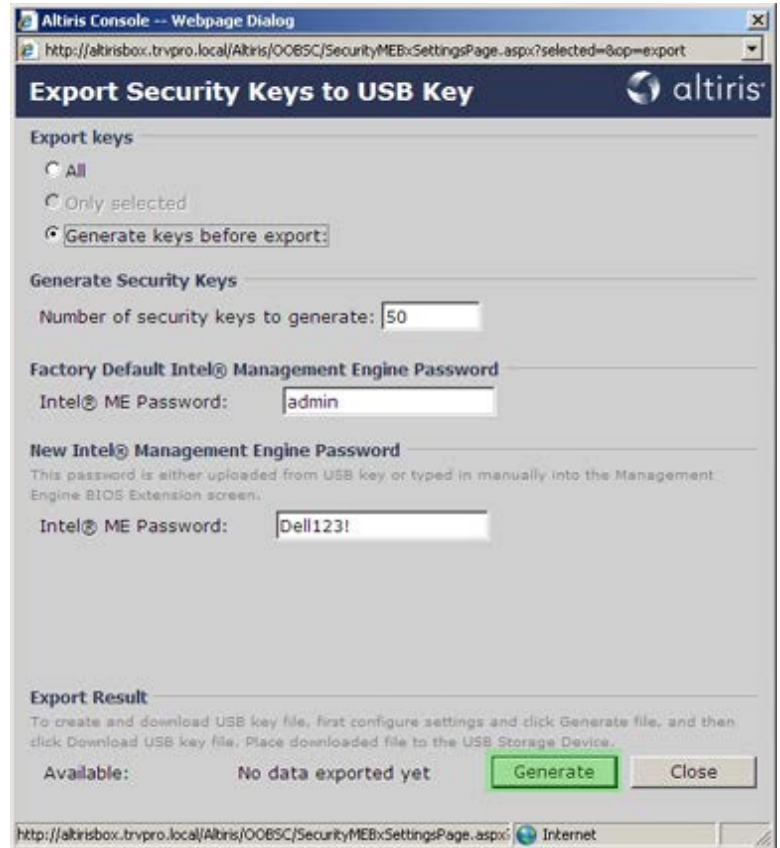 Altiris Console -- Webpage Dialog
http://altirisbox.trvpro.local/Altiris/OOBSC/SecurityMEBxSettingsPage.aspx?selected=&op=export
Export Security Keys to USB Key
altiris
Export keys
All
Only selected
Generate keys before export:
Generate Security Keys
Number of security keys to generate: 50
Factory Default Intel® Management Engine Password
Intel® ME Password: admin
New Intel® Management Engine Password
This password is either uploaded from USB key or typed in manually into the Management
Engine BIOS Extension screen.
Intel® ME Password: Dell123!
Export Result
To create and download USB key file, first configure settings and click Generate file, and then
click Download USB key file. Place downloaded file to the USB Storage Device.
Available: No data exported yet Generate Close
http://altirisbox.trvpro.local/Altiris/OOBSC/SecurityMEBxSettingsPage.aspx? Internet